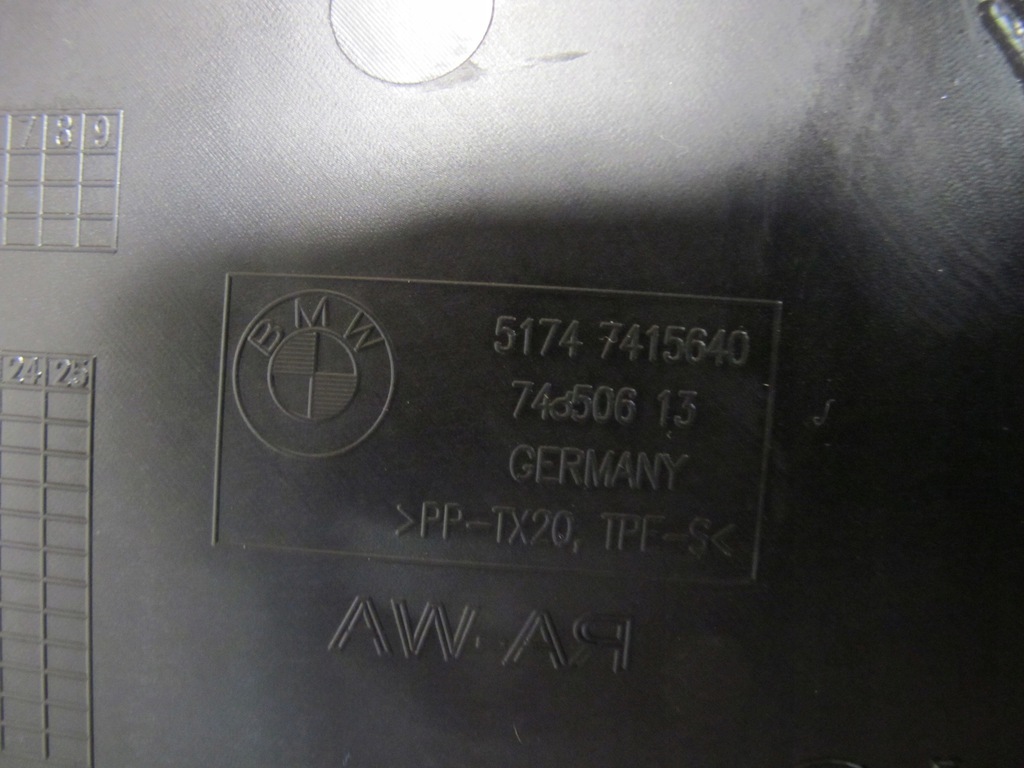 7 8 9
BMW
5174 7415640
GERMANY
24 25
>PP-TX20, TPE-S<